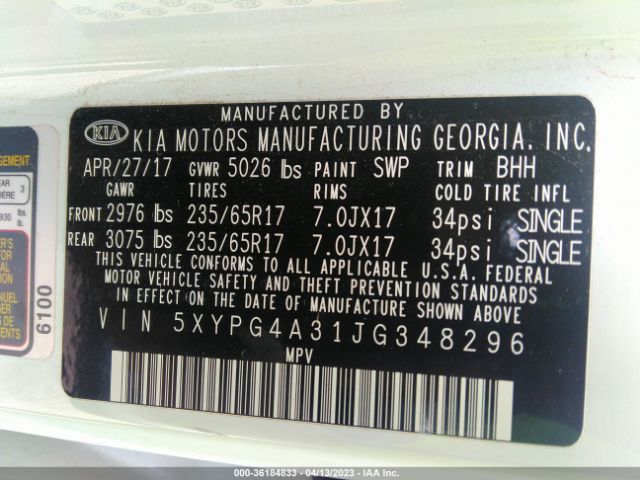 MANUFACTURED BY
KIA KIA MOTORS MANUFACTURING GEORGIA, INC.
APR/27/17 GVWR 5026 lbs PAINT SWP TRIM BHH
GAWR TIRES RIMS COLD TIRE INFL
FRONT 2976 lbs 235/65R17 7.0JX17 34psi SINGLE
REAR 3075 lbs 235/65R17 7.0JX17 34psi SINGLE
THIS VEHICLE CONFORMS TO ALL APPLICABLE U.S.A. FEDERAL
MOTOR VEHICLE SAFETY AND THEFT PREVENTION STANDARDS
IN EFFECT ON THE DATE OF MANUFACTURE SHOWN ABOVE
VIN 5XYPG4A31JG348296
MPV
6100
3
930
lbs.
000-36184833 - 04/13/2023 - IAA Inc.